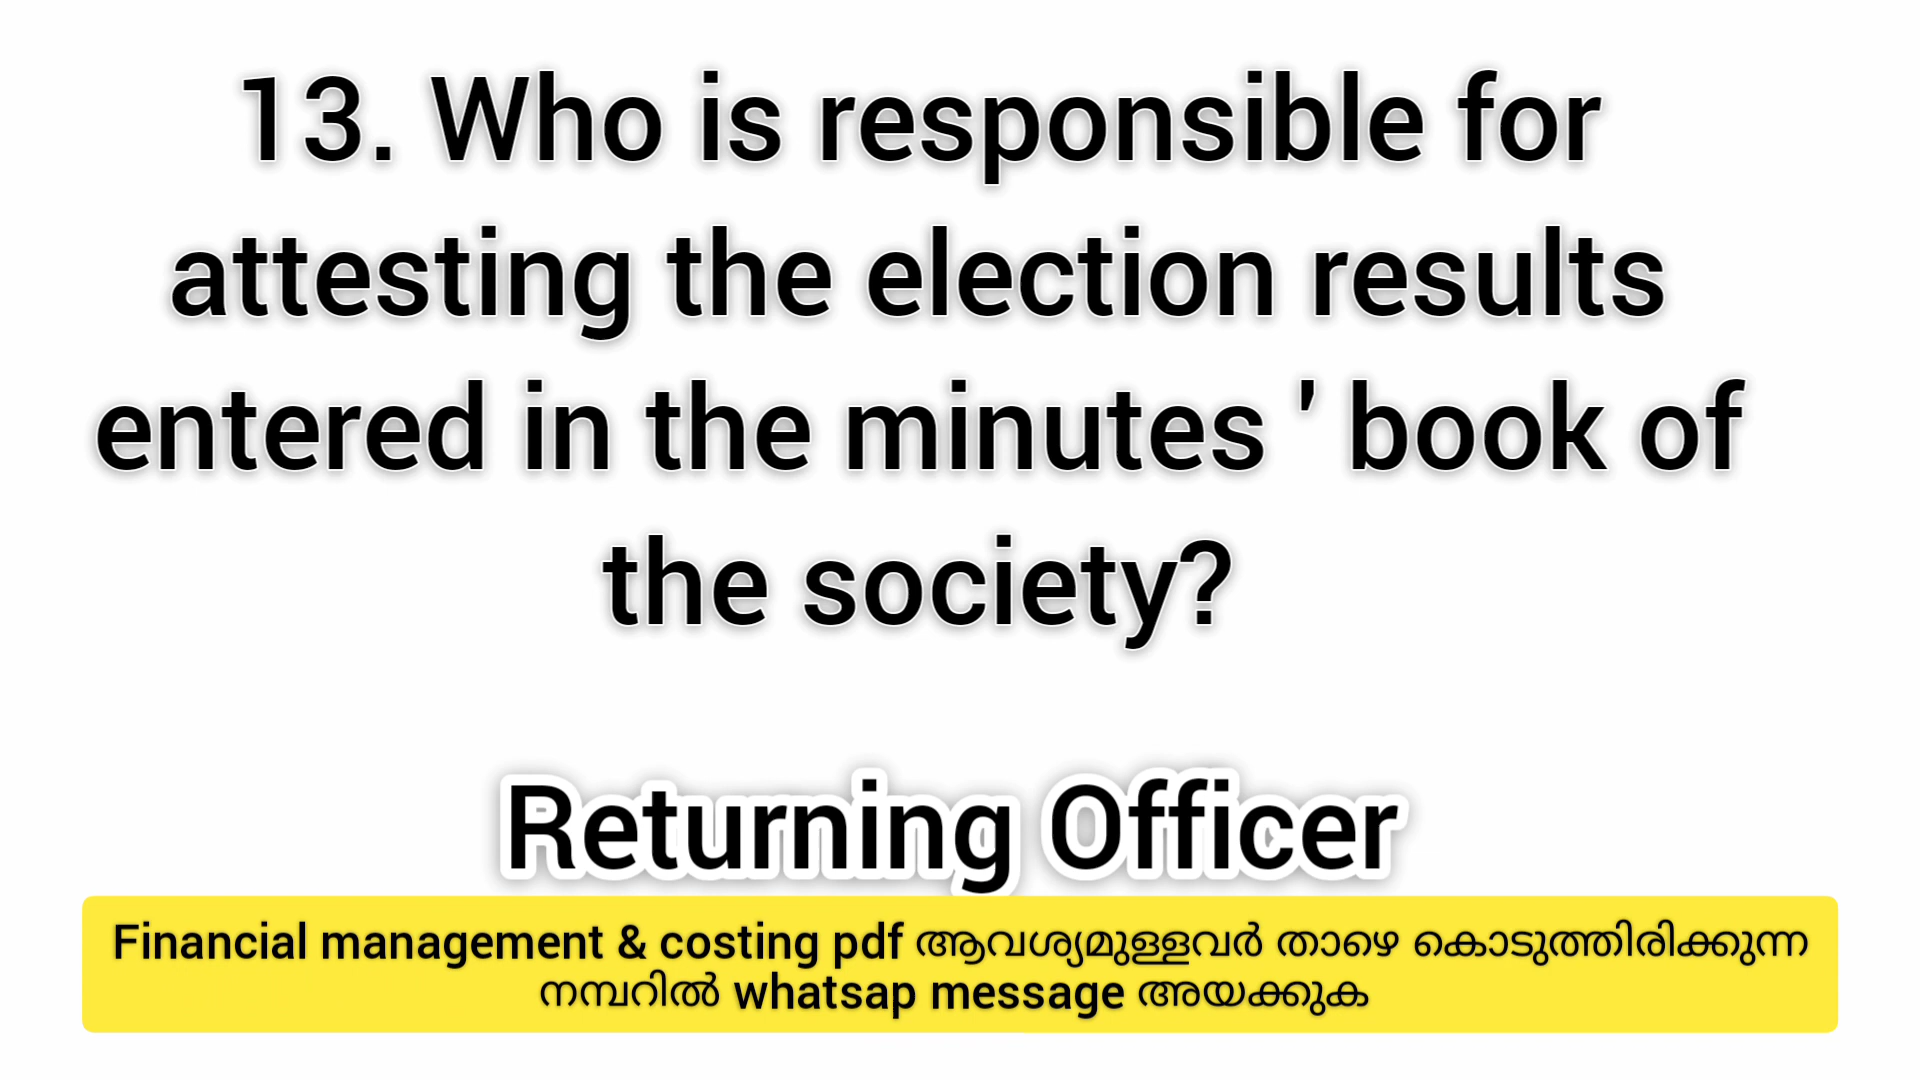 13. Who is responsible for
attesting the election results
entered in the minutes ' book of
the society?
Returning Officer
Financial management & costing pdf ആവശ്യമുള്ളവർ താഴെ കൊടുത്തിരിക്കുന്ന
നമ്പറിൽ whatsap message അയക്കുക